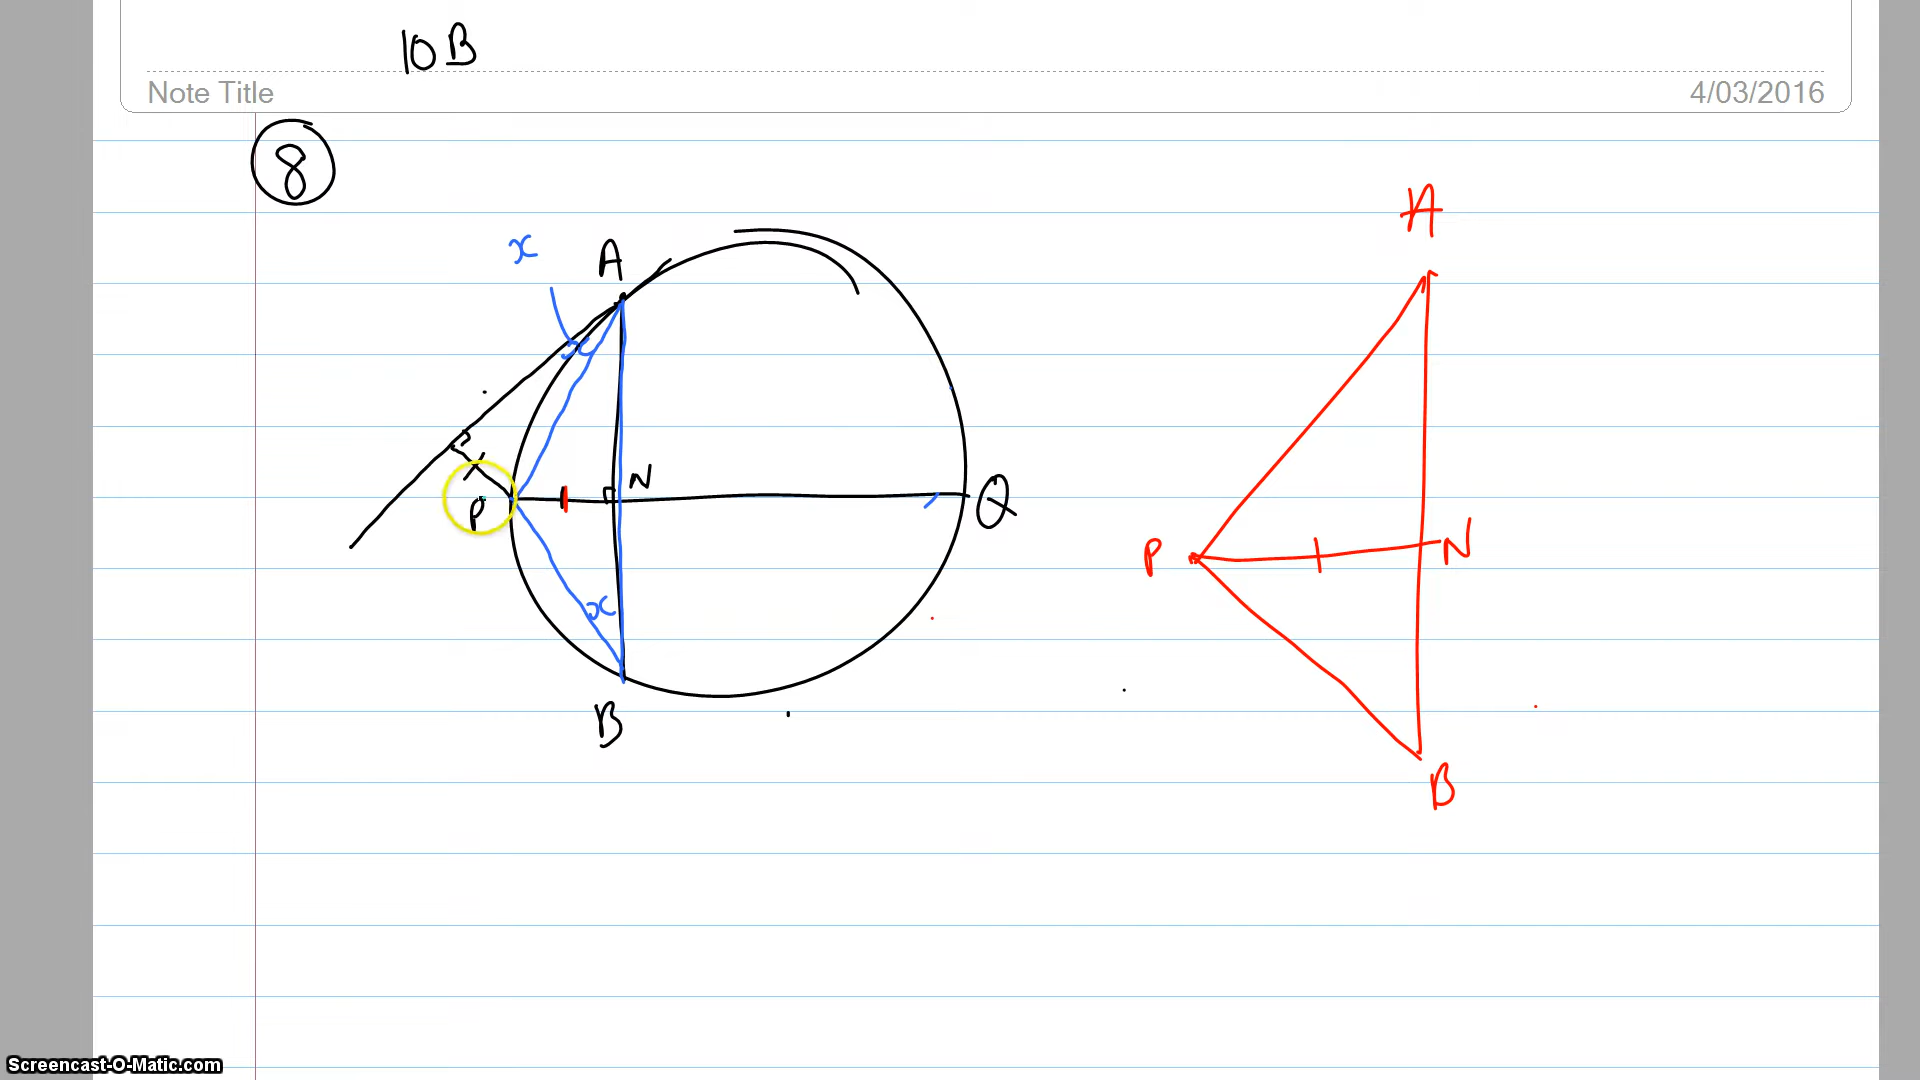 10B
Note Title
4/03/2016
8
x
A
A
N
P
Q
P
N
x
B
B
Screencast-O-Matic.com